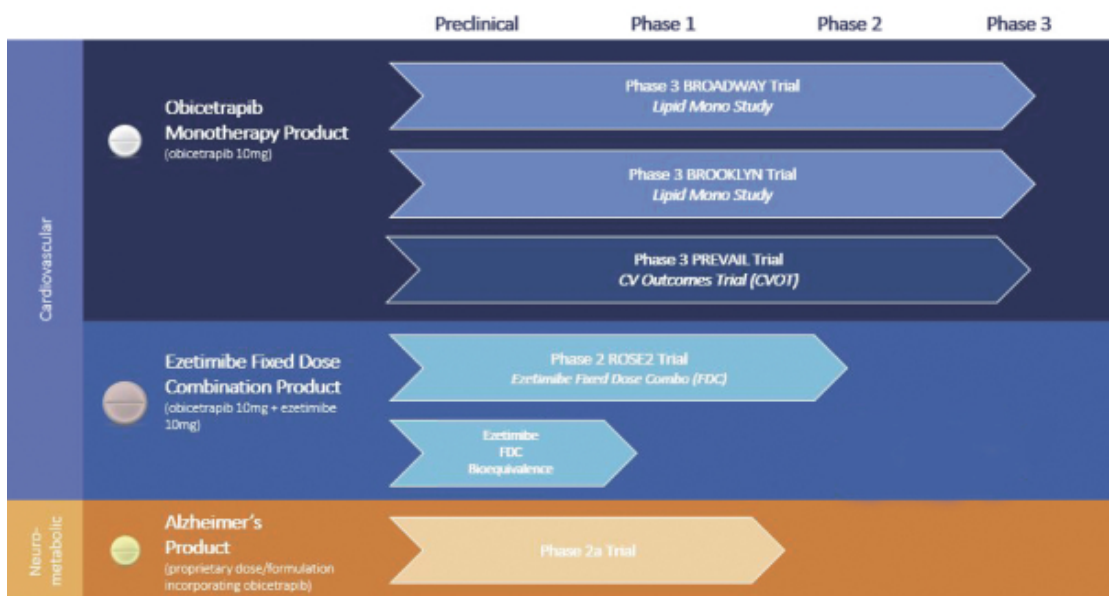 Preclinical Phase 1 Phase 2 Phase 3
Cardiovascular
Obicetrapib
Monotherapy Product
(obicetrapib 10mg)
Phase 3 BROADWAY Trial
Lipid Mono Study
Phase 3 BROOKLYN Trial
Lipid Mono Study
Phase 3 PREVAIL Trial
CV Outcomes Trial (CVOT)
Ezetimibe Fixed Dose
Combination Product
(obicetrapib 10mg + ezetimibe
10mg)
Phase 2 ROSE2 Trial
Ezetimibe Fixed Dose Combo (FDC)
Ezetimibe
FDC
Bioequivalence
Neuro-
metabolic
Alzheimer's
Product
(proprietary dose/formulation
incorporating obicetrapib)
Phase 2a Trial